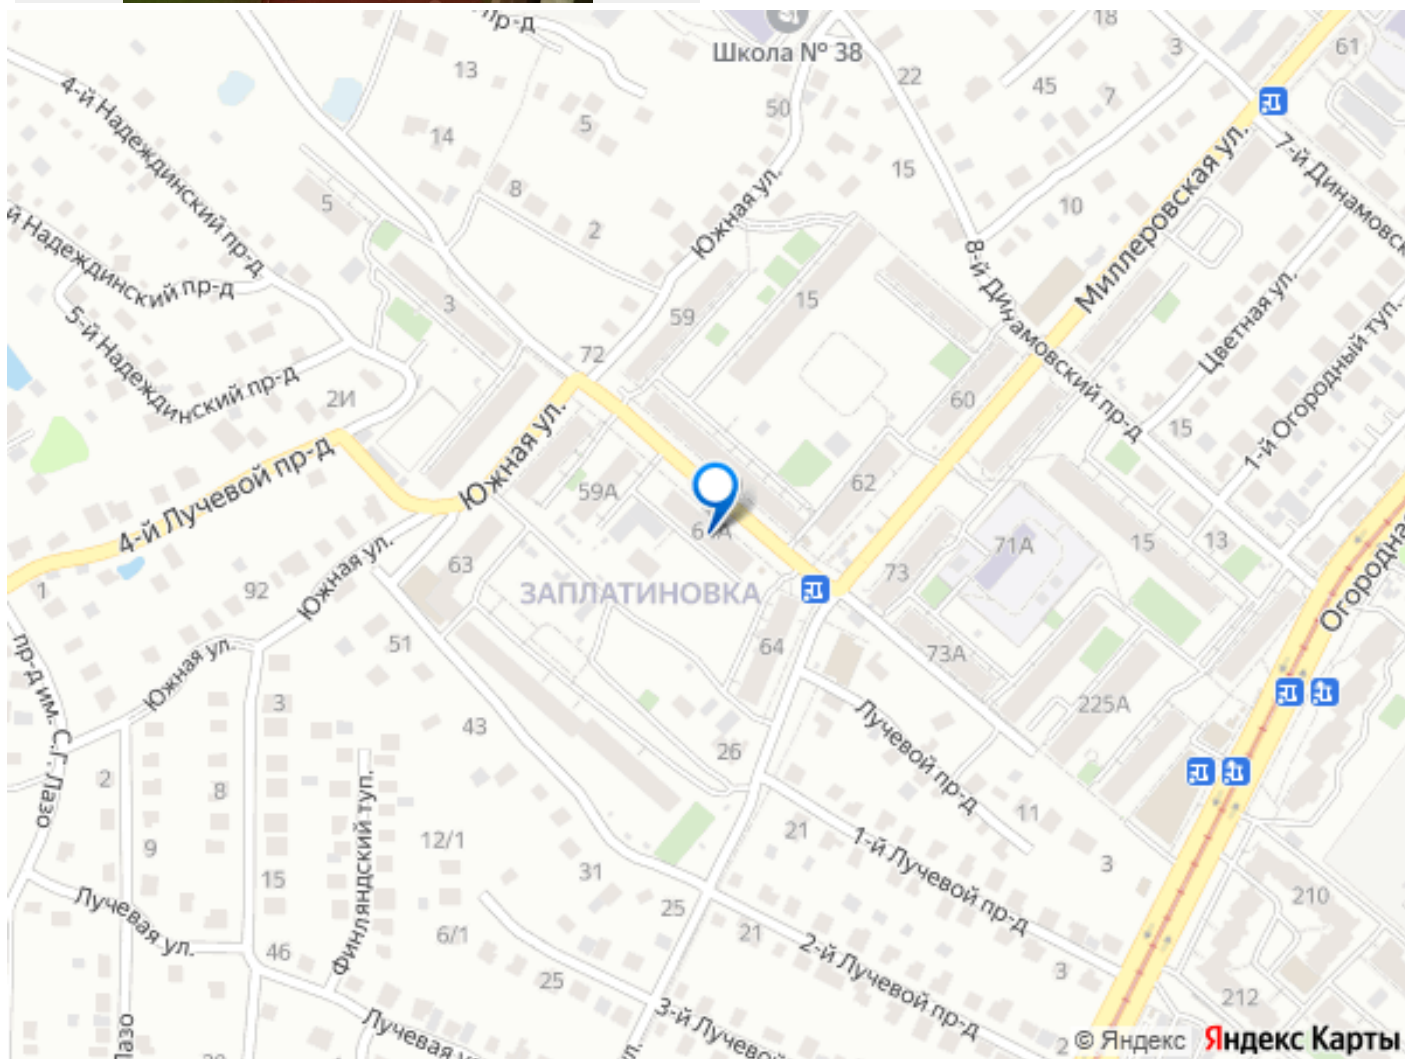 пр-д
18
3
61
Школа № 38
13
22
45
7
50
4-й Надеждинский пр-д
5
14
15
Миллеровская ул.
7-й Динамовск
8
5
10
2
Южная ул.
й Надеждинский пр-д
8-й Динамовский пр-д
Цветная ул.
1-й Огородный туп.
3
59
15
72
5-й Надеждинский пр-д
2И
60
15
Южная ул.
4-й Лучевой пр-д
59А
62
13
15
71А
63
73
Огородна
1
92
Южная ул.
ЗАПЛАТИНОВКА
51
64
73А
пр-д им. С.Г. Лазо
Южная ул.
3
43
26
225А
Лучевой пр-д
2
8
Финляндский туп.
12/1
21
11
1-й Лучевой пр-д
3
9
15
31
210
Лучевая ул.
25
6/1
21
2-й Лучевой пр-д
46
25
3
212
3-й Лучевой
Лучевая ул.
Лазо
ул.
2
© Яндекс Яндекс Карты